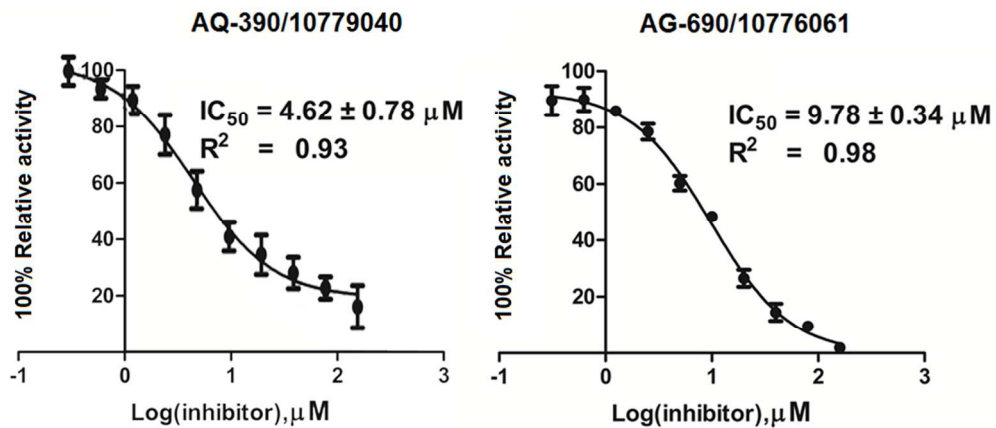 AQ-390/10779040
100% Relative activity
100
80
60
40
20
IC50 = 4.62 ± 0.78 μM
R2 = 0.93
-1 0 1 2 3
Log(inhibitor),μM
AG-690/10776061
100% Relative activity
100
80
60
40
20
IC50 = 9.78 ± 0.34 μM
R2 = 0.98
-1 0 1 2 3
Log(inhibitor),μM